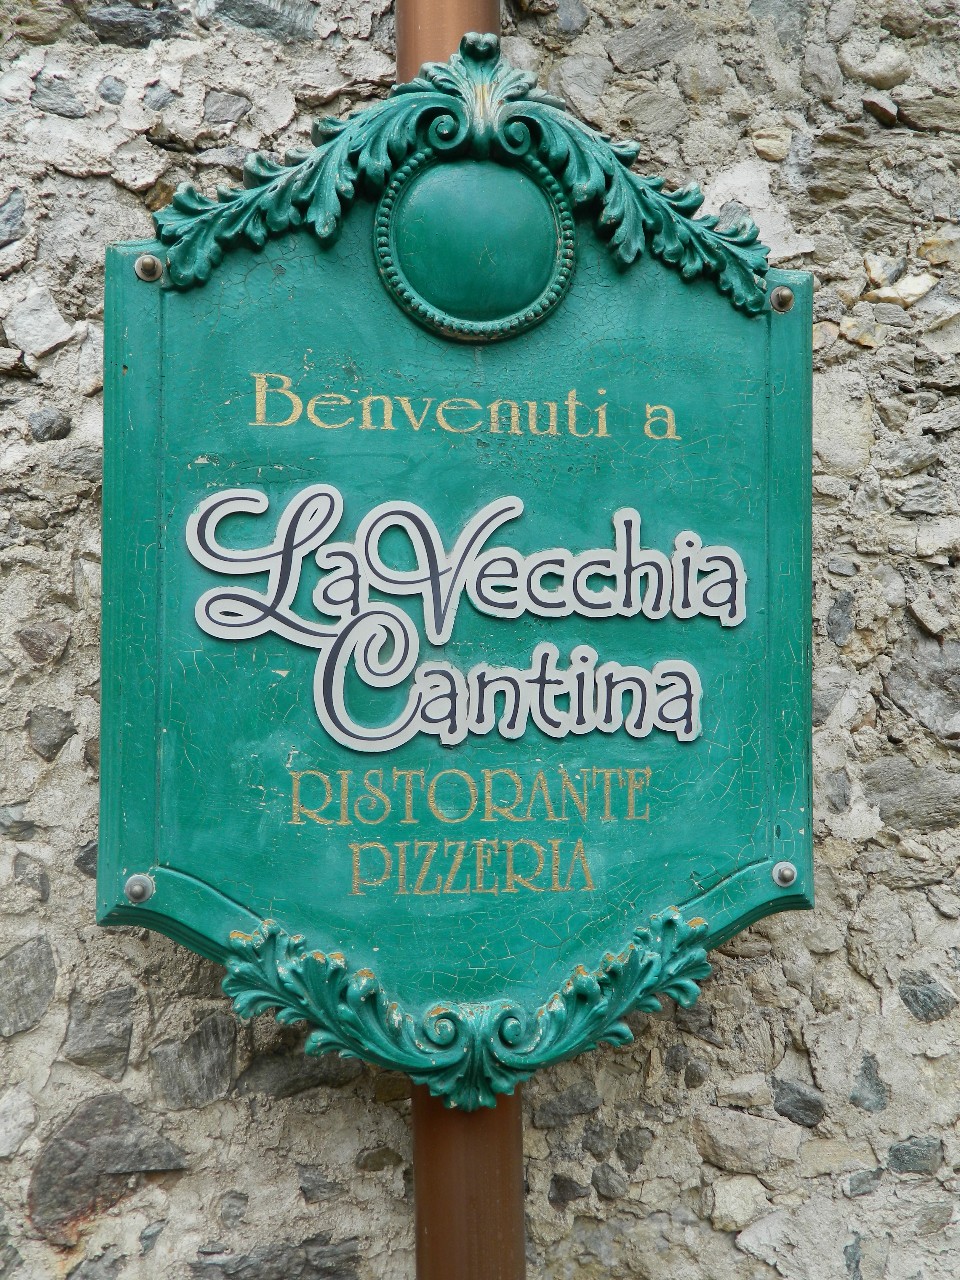 Benvenuti a
La Vecchia
Cantina
RISTORANTE
PIZZERIA